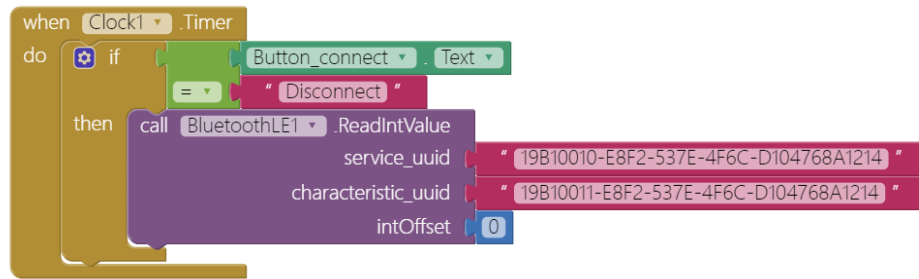 when Clock1 .Timer
do if Button_connect . Text
= " Disconnect "
then call BluetoothLE1 .ReadIntValue
service_uuid " 19B10010-E8F2-537E-4F6C-D104768A1214 "
characteristic_uuid " 19B10011-E8F2-537E-4F6C-D104768A1214 "
intOffset 0